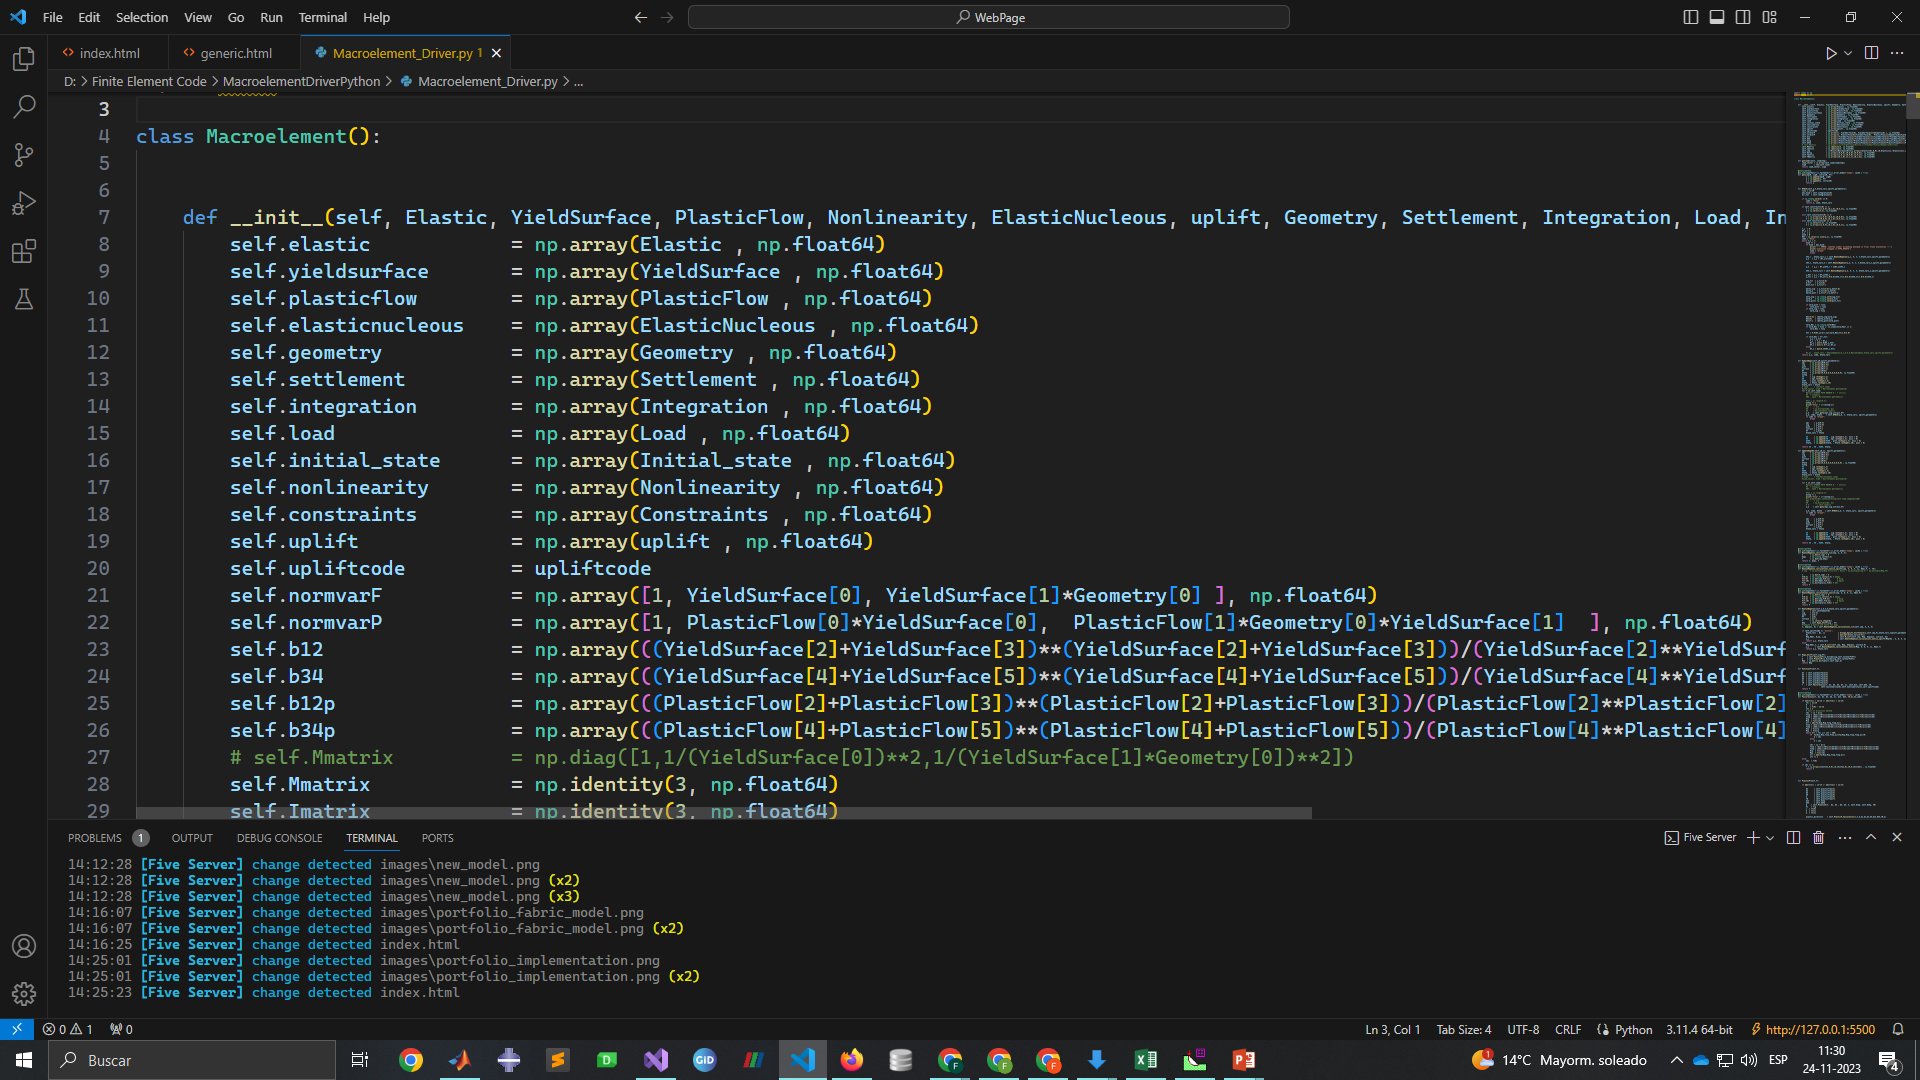 File Edit Selection View Go Run Terminal Help
WebPage
index.html generic.html Macroelement_Driver.py 1
D: > Finite Element Code > MacroelementDriverPython > Macroelement_Driver.py > ...
3
4 class Macroelement():
5
6
7 def __init__(self, Elastic, YieldSurface, PlasticFlow, Nonlinearity, ElasticNucleous, uplift, Geometry, Settlement, Integration, Load, In
8 self.elastic = np.array(Elastic , np.float64)
9 self.yieldsurface = np.array(YieldSurface , np.float64)
10 self.plasticflow = np.array(PlasticFlow , np.float64)
11 self.elasticnucleous = np.array(ElasticNucleous , np.float64)
12 self.geometry = np.array(Geometry , np.float64)
13 self.settlement = np.array(Settlement , np.float64)
14 self.integration = np.array(Integration , np.float64)
15 self.load = np.array(Load , np.float64)
16 self.initial_state = np.array(Initial_state , np.float64)
17 self.nonlinearity = np.array(Nonlinearity , np.float64)
18 self.constraints = np.array(Constraints , np.float64)
19 self.uplift = np.array(uplift , np.float64)
20 self.upliftcode = upliftcode
21 self.normvarF = np.array([1, YieldSurface[0], YieldSurface[1]*Geometry[0] ], np.float64)
22 self.normvarP = np.array([1, PlasticFlow[0]*YieldSurface[0], PlasticFlow[1]*Geometry[0]*YieldSurface[1] ], np.float64)
23 self.b12 = np.array(((YieldSurface[2]+YieldSurface[3])**(YieldSurface[2]+YieldSurface[3]))/(YieldSurface[2]**YieldSurf
24 self.b34 = np.array(((YieldSurface[4]+YieldSurface[5])**(YieldSurface[4]+YieldSurface[5]))/(YieldSurface[4]**YieldSurf
25 self.b12p = np.array(((PlasticFlow[2]+PlasticFlow[3])**(PlasticFlow[2]+PlasticFlow[3]))/(PlasticFlow[2]**PlasticFlow[2]
26 self.b34p = np.array(((PlasticFlow[4]+PlasticFlow[5])**(PlasticFlow[4]+PlasticFlow[5]))/(PlasticFlow[4]**PlasticFlow[4]
27 # self.Mmatrix = np.diag([1,1/(YieldSurface[0])**2,1/(YieldSurface[1]*Geometry[0])**2])
28 self.Mmatrix = np.identity(3, np.float64)
29 self.Imatrix = np.identity(3, np.float64)
PROBLEMS 1 OUTPUT DEBUG CONSOLE TERMINAL PORTS Five Server
14:12:28 [Five Server] change detected images\new_model.png
14:12:28 [Five Server] change detected images\new_model.png (x2)
14:12:28 [Five Server] change detected images\new_model.png (x3)
14:16:07 [Five Server] change detected images\portfolio_fabric_model.png
14:16:07 [Five Server] change detected images\portfolio_fabric_model.png (x2)
14:16:25 [Five Server] change detected index.html
14:25:01 [Five Server] change detected images\portfolio_implementation.png
14:25:01 [Five Server] change detected images\portfolio_implementation.png (x2)
14:25:23 [Five Server] change detected index.html
0 1 0 Ln 3, Col 1 Tab Size: 4 UTF-8 CRLF Python 3.11.4 64-bit http://127.0.0.1:5500
Buscar 14°C Mayorm. soleado ESP 11:30
24-11-2023 4